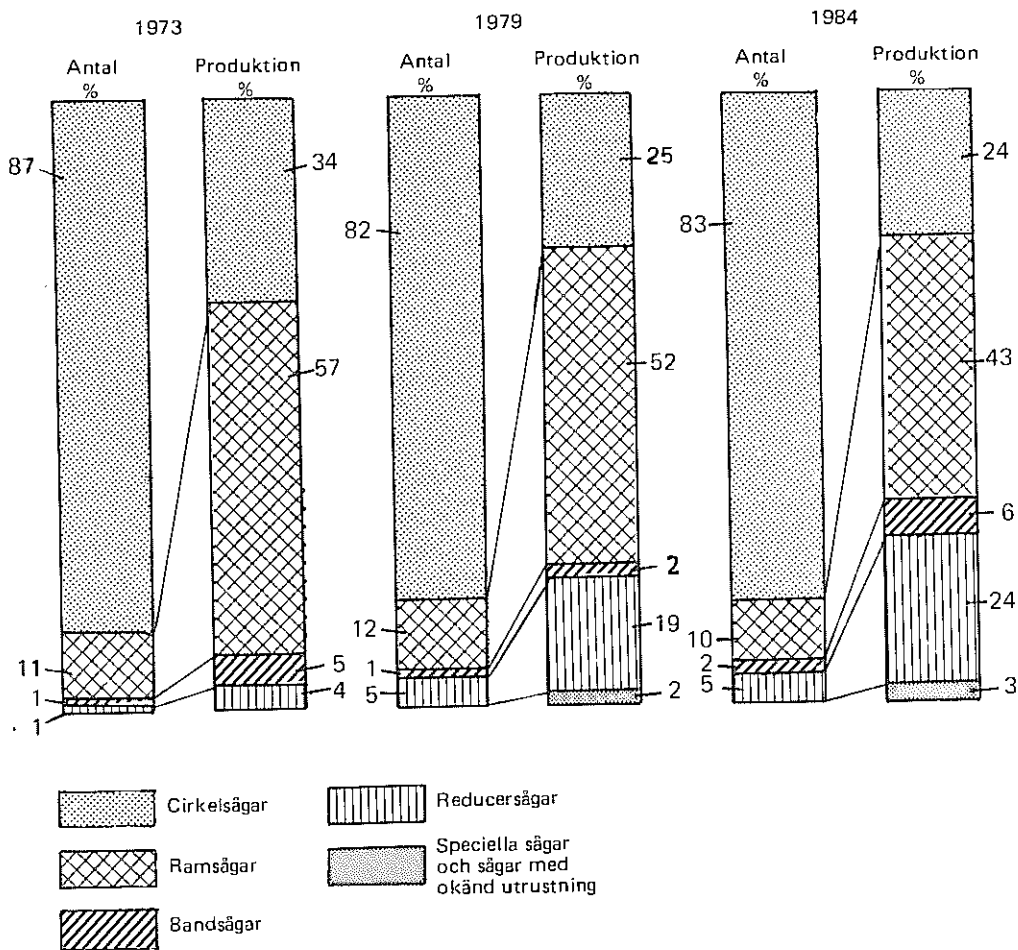 1973
Antal
%
Produktion
%
87
34
57
11
1
1
5
4
1979
Antal
%
Produktion
%
82
25
52
12
1
5
2
19
2
1984
Antal
%
Produktion
%
83
24
43
10
2
5
6
24
3
Cirkelsågar
Ramsågar
Bandsågar
Reducersågar
Speciella sågar
och sågar med
okänd utrustning